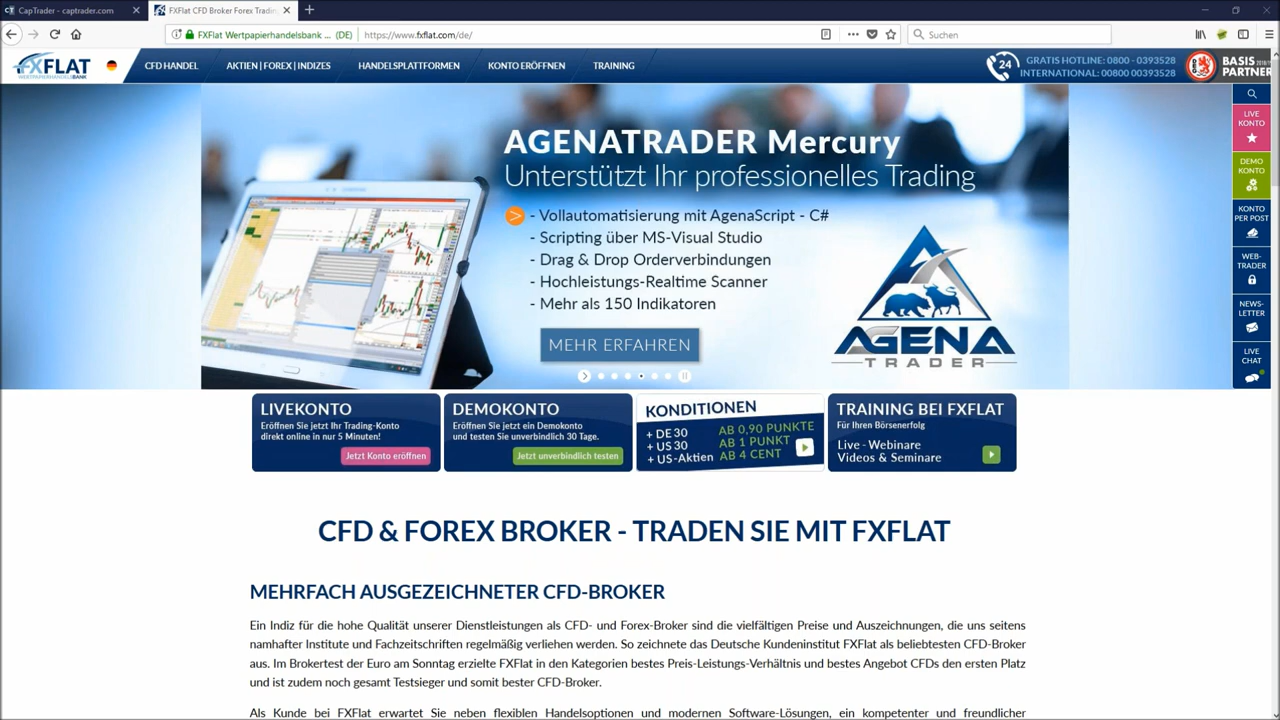 CapTrader - captrader.com
FXFlat CFD Broker Forex Trading
FXFlat Wertpapierhandelsbank ... (DE)
https://www.fxflat.com/de/
Suchen
FXFLAT
WERTPAPIERHANDELSBANK
CFD HANDEL
AKTIEN | FOREX | INDIZES
HANDELSPLATTFORMEN
KONTO ERÖFFNEN
TRAINING
24
GRATIS HOTLINE: 0800 - 0393528
INTERNATIONAL: 00800 00393528
BASIS
PARTNER
AGENATRADER Mercury
Unterstützt Ihr professionelles Trading
- Vollautomatisierung mit AgenaScript - C#
- Scripting über MS-Visual Studio
- Drag & Drop Orderverbindungen
- Hochleistungs-Realtime Scanner
- Mehr als 150 Indikatoren
MEHR ERFAHREN
AGENA
TRADER
LIVE
KONTO
DEMO
KONTO
KONTO
PER POST
WEB-
TRADER
NEWS-
LETTER
LIVE
CHAT
LIVEKONTO
Eröffnen Sie jetzt Ihr Trading-Konto
direkt online in nur 5 Minuten!
Jetzt Konto eröffnen
DEMOKONTO
Eröffnen Sie jetzt ein Demokonto
und testen Sie unverbindlich 30 Tage.
Jetzt unverbindlich testen
KONDITIONEN
+ DE30 AB 0,90 PUNKTE
+ US30 AB 1 PUNKT
+ US-Aktien AB 4 CENT
TRAINING BEI FXFLAT
Für Ihren Börsenerfolg
Live - Webinare
Videos & Seminare
CFD & FOREX BROKER - TRADEN SIE MIT FXFLAT
MEHRFACH AUSGEZEICHNETER CFD-BROKER
Ein Indiz für die hohe Qualität unserer Dienstleistungen als CFD- und Forex-Broker sind die vielfältigen Preise und Auszeichnungen, die uns seitens
namhafter Institute und Fachzeitschriften regelmäßig verliehen werden. So zeichnete das Deutsche Kundeninstitut FXFlat als beliebtesten CFD-Broker
aus. Im Brokertest der Euro am Sonntag erzielte FXFlat in den Kategorien bestes Preis-Leistungs-Verhältnis und bestes Angebot CFDs den ersten Platz
und ist zudem noch gesamt Testsieger und somit bester CFD-Broker.
Als Kunde bei FXFlat erwartet Sie neben flexiblen Handelsoptionen und modernen Software-Lösungen, ein kompetenter und freundlicher